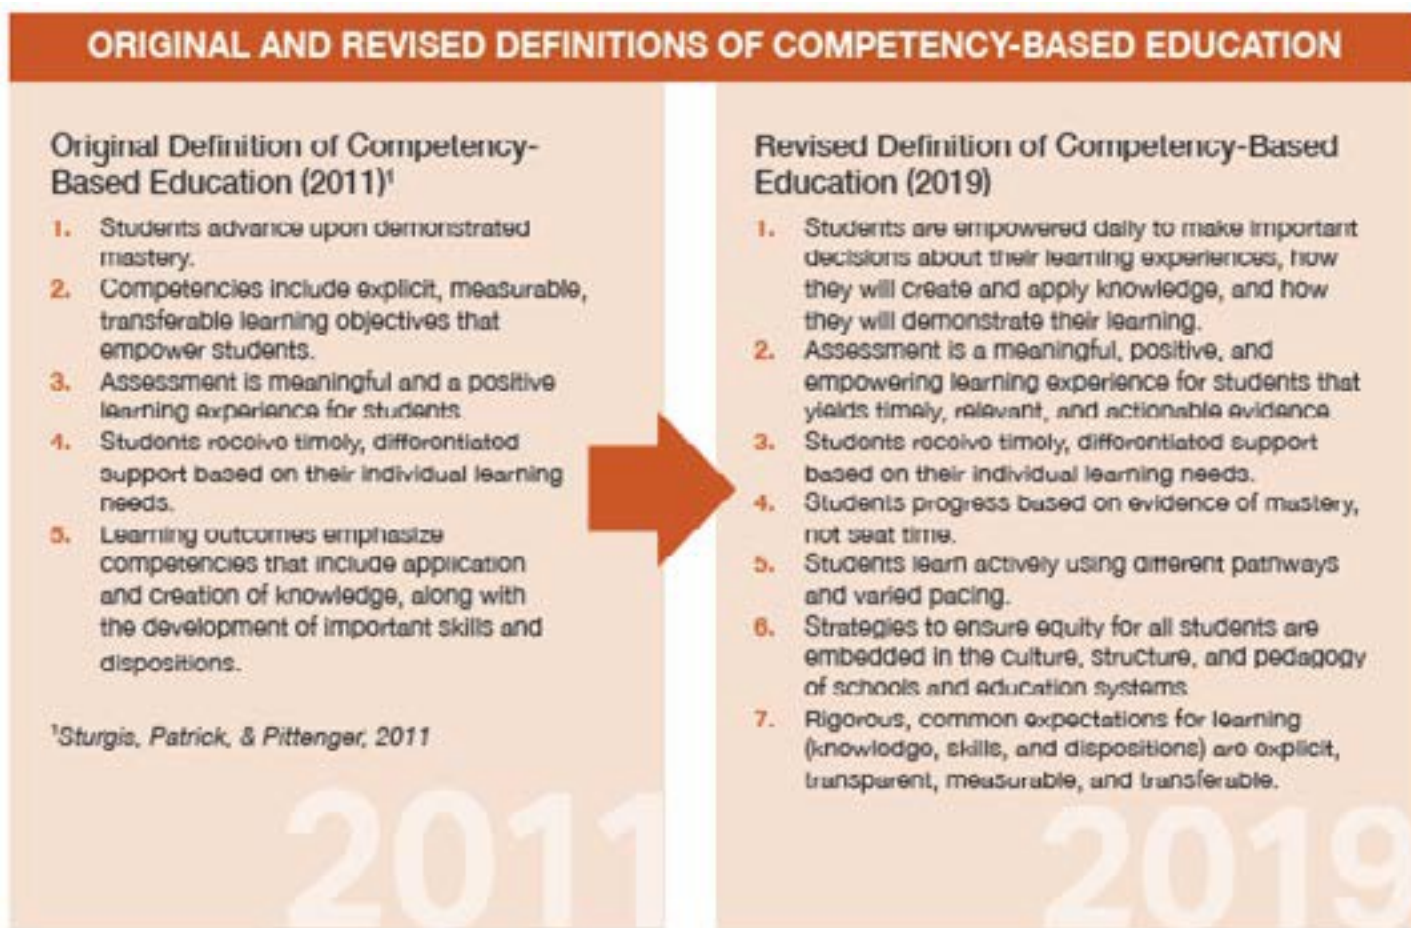 ORIGINAL AND REVISED DEFINITIONS OF COMPETENCY-BASED EDUCATION
Original Definition of Competency-
Based Education (2011)¹
1. Students advance upon demonstrated
mastery.
2. Competencies include explicit, measurable,
transferable learning objectives that
empower students.
3. Assessment is meaningful and a positive
learning experience for students.
4. Students receive timely, differentiated
support based on their individual learning
needs.
5. Learning outcomes emphasize
competencies that include application
and creation of knowledge, along with
the development of important skills and
dispositions.
¹Sturgis, Patrick, & Pittenger, 2011
2011
Revised Definition of Competency-Based
Education (2019)
1. Students are empowered daily to make important
decisions about their learning experiences, how
they will create and apply knowledge, and how
they will demonstrate their learning.
2. Assessment is a meaningful, positive, and
empowering learning experience for students that
yields timely, relevant, and actionable evidence.
3. Students receive timely, differentiated support
based on their individual learning needs.
4. Students progress based on evidence of mastery,
not seat time.
5. Students learn actively using different pathways
and varied pacing.
6. Strategies to ensure equity for all students are
embedded in the culture, structure, and pedagogy
of schools and education systems.
7. Rigorous, common expectations for learning
(knowledge, skills, and dispositions) are explicit,
transparent, measurable, and transferable.
2019